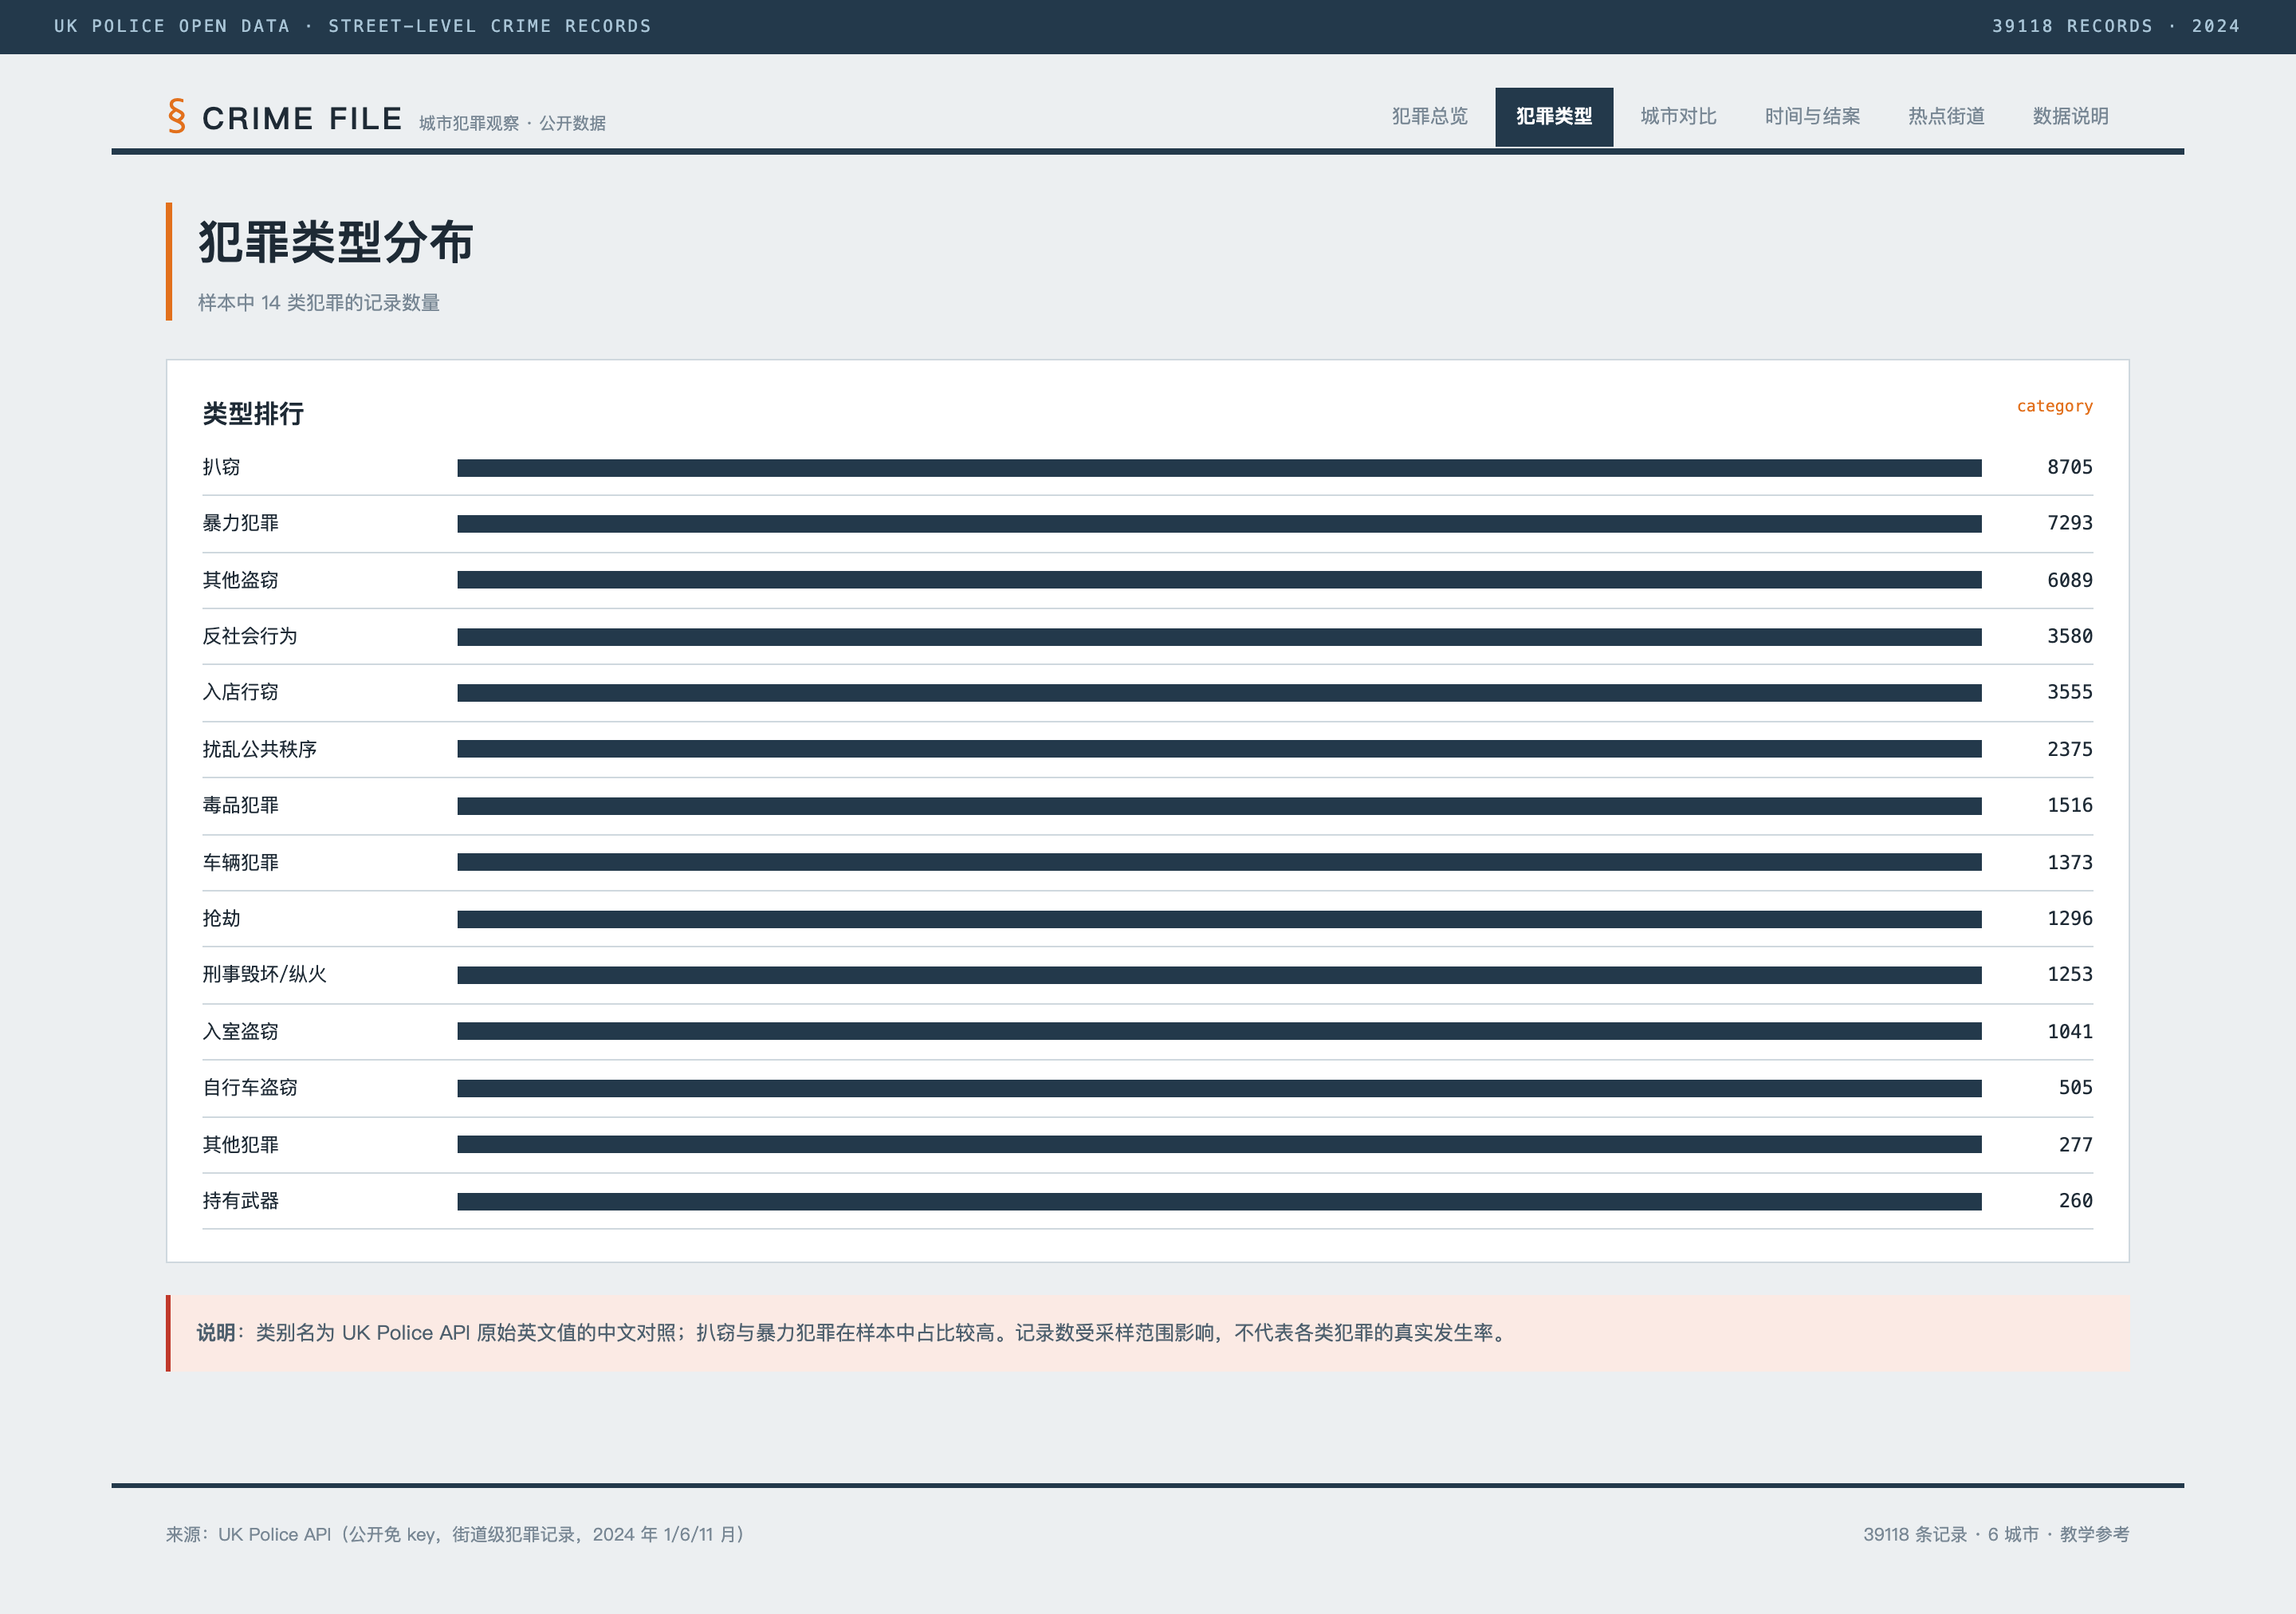 UK POLICE OPEN DATA · STREET-LEVEL CRIME RECORDS
39118 RECORDS · 2024
§ CRIME FILE 城市犯罪观察 · 公开数据
犯罪总览 犯罪类型 城市对比 时间与结案 热点街道 数据说明
犯罪类型分布
样本中 14 类犯罪的记录数量
类型排行 category
扒窃 8705
暴力犯罪 7293
其他盗窃 6089
反社会行为 3580
入店行窃 3555
扰乱公共秩序 2375
毒品犯罪 1516
车辆犯罪 1373
抢劫 1296
刑事毁坏/纵火 1253
入室盗窃 1041
自行车盗窃 505
其他犯罪 277
持有武器 260
说明：类别名为 UK Police API 原始英文值的中文对照；扒窃与暴力犯罪在样本中占比较高。记录数受采样范围影响，不代表各类犯罪的真实发生率。
来源：UK Police API（公开免 key，街道级犯罪记录，2024 年 1/6/11 月）
39118 条记录 · 6 城市 · 教学参考